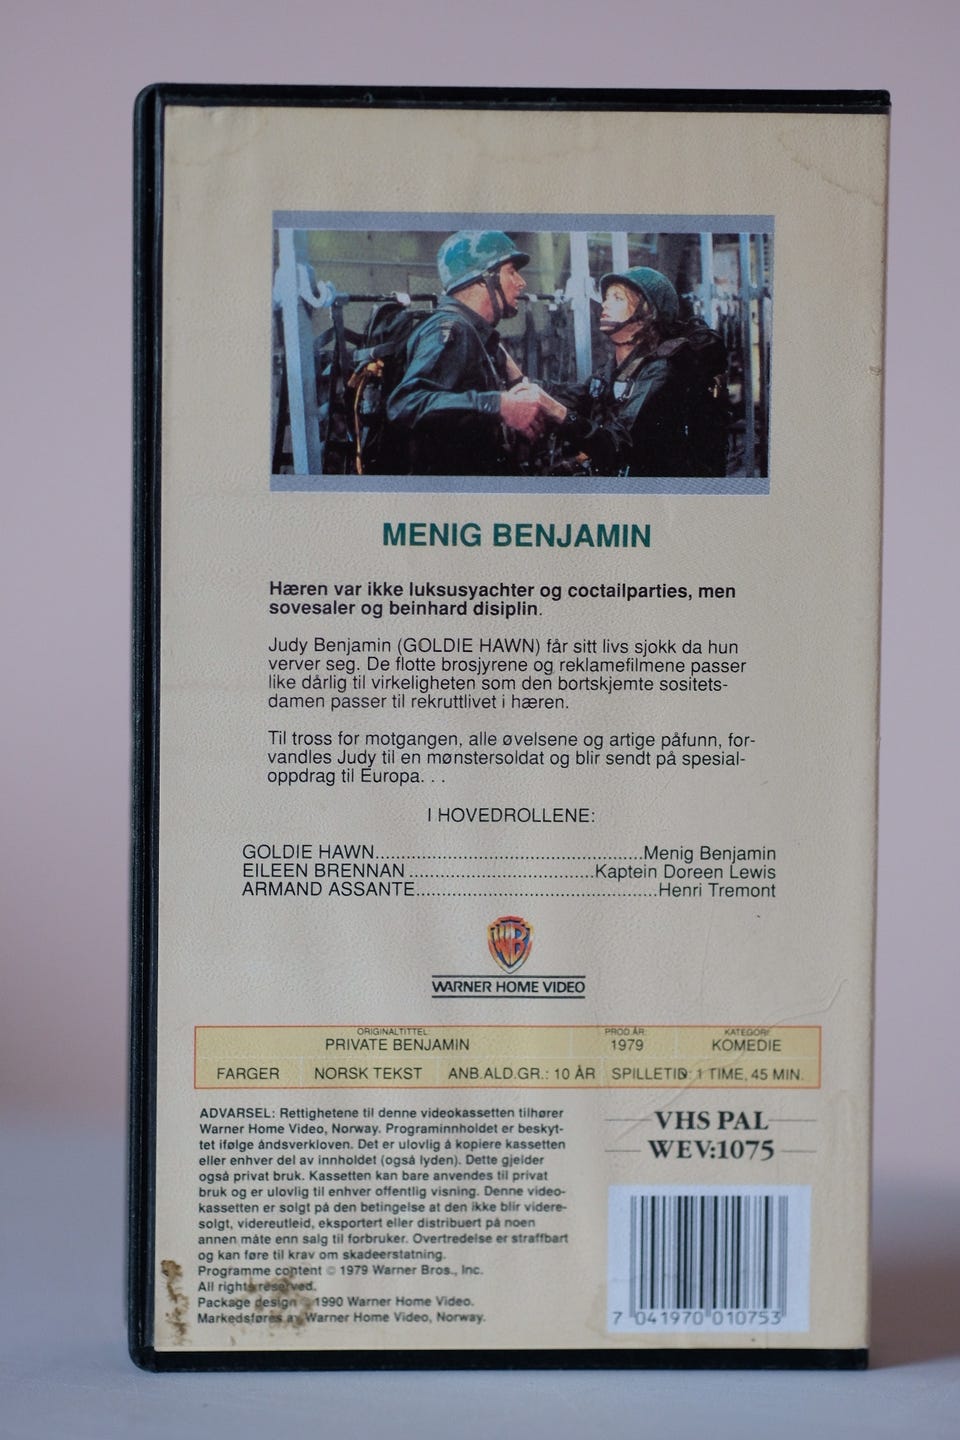 MENIG BENJAMIN
Hæren var ikke luksusyachter og coctailparties, men
sovesaler og beinhard disiplin.
Judy Benjamin (GOLDIE HAWN) får sitt livs sjokk da hun
verver seg. De flotte brosjyrene og reklamefilmene passer
like dårlig til virkeligheten som den bortskjemte sositets-
damen passer til rekruttlivet i hæren.
Til tross for motgangen, alle øvelsene og artige påfunn, for-
vandles Judy til en mønstersoldat og blir sendt på spesial-
oppdrag til Europa. . .
I HOVEDROLLENE:
GOLDIE HAWN..........................................Menig Benjamin
EILEEN BRENNAN .............................Kaptein Doreen Lewis
ARMAND ASSANTE......................................Henri Tremont
WB
WARNER HOME VIDEO
ORIGINALTITTEL: PROD.ÅR: KATEGORI:
PRIVATE BENJAMIN 1979 KOMEDIE
FARGER NORSK TEKST ANB.ALD.GR.: 10 ÅR SPILLETID: 1 TIME, 45 MIN.
ADVARSEL: Rettighetene til denne videokassetten tilhører
Warner Home Video, Norway. Programinnholdet er beskyt-
tet ifølge åndsverkloven. Det er ulovlig å kopiere kassetten
eller enhver del av innholdet (også lyden). Dette gjelder
også privat bruk. Kassetten kan bare anvendes til privat
bruk og er ulovlig til enhver offentlig visning. Denne video-
kassetten er solgt på den betingelse at den ikke blir videre-
solgt, videreutleid, eksportert eller distribuert på noen
annen måte enn salg til forbruker. Overtredelse er straffbart
og kan føre til krav om skadeerstatning.
Programme content © 1979 Warner Bros., Inc.
All rights reserved.
Package design 1990 Warner Home Video.
Markedsføres av Warner Home Video, Norway.
VHS PAL
WEV:1075
7 041970 010753